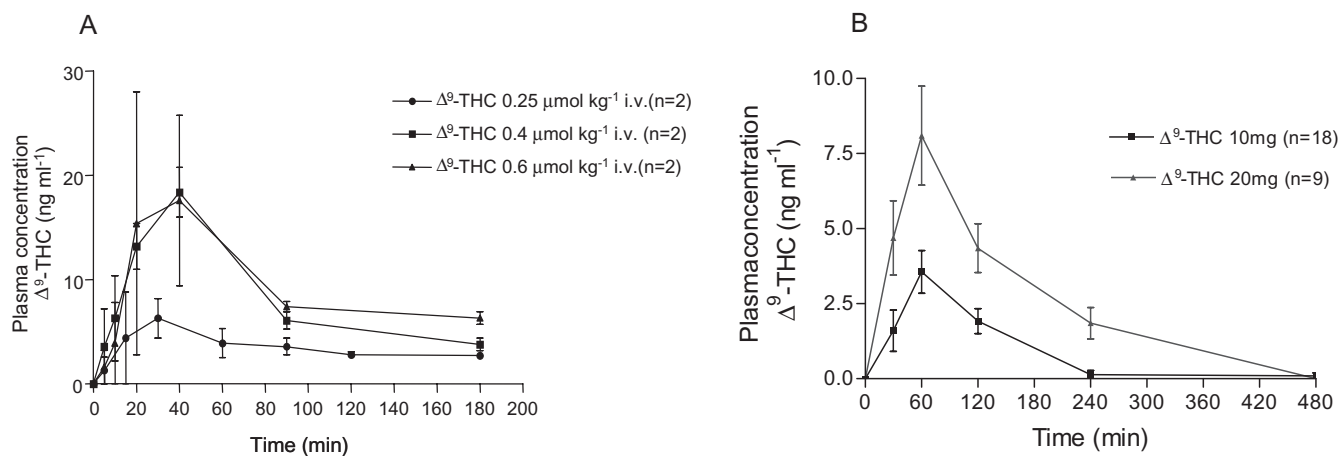 A
30
20
10
0
0 20 40 60 80 100 120 140 160 180 200
Time (min)
Plasma concentration
Δ⁹-THC (ng ml⁻¹)
Δ⁹-THC 0.25 μmol kg⁻¹ i.v.(n=2)
Δ⁹-THC 0.4 μmol kg⁻¹ i.v. (n=2)
Δ⁹-THC 0.6 μmol kg⁻¹ i.v.(n=2)
B
10.0
7.5
5.0
2.5
0.0
0 60 120 180 240 300 360 420 480
Time (min)
Plasmaconcentration
Δ⁹-THC (ng ml⁻¹)
Δ⁹-THC 10mg (n=18)
Δ⁹-THC 20mg (n=9)